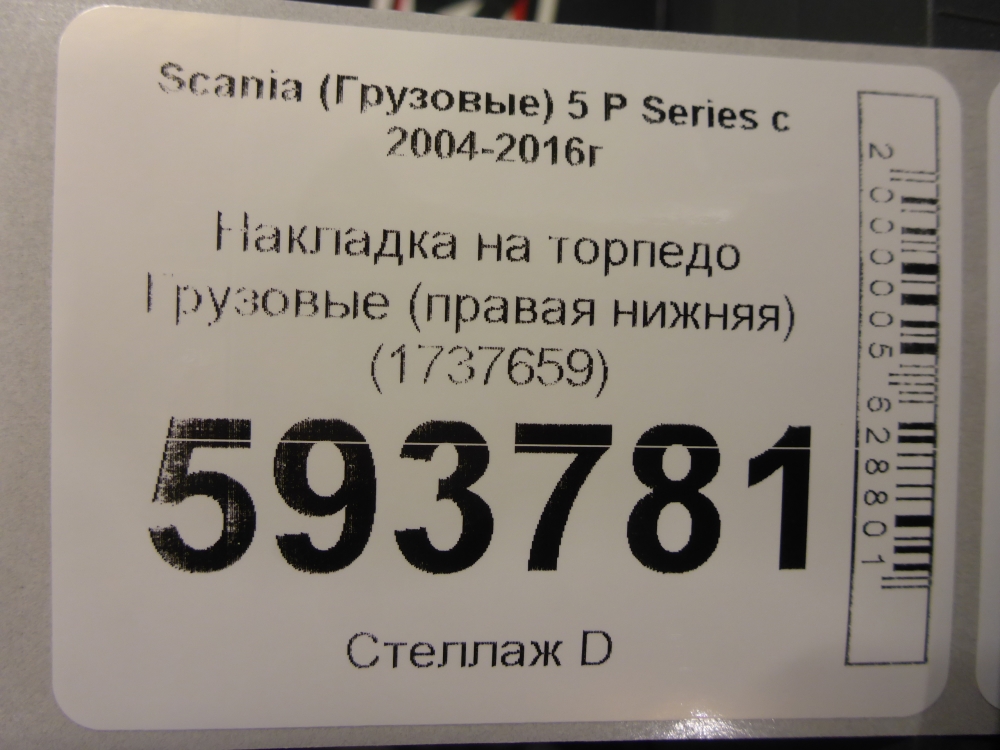 Scania (Грузовые) 5 P Series с
2004-2016г
Накладка на торпедо
Грузовые (правая нижняя)
(1737659)
593781
Стеллаж D
2000005628801